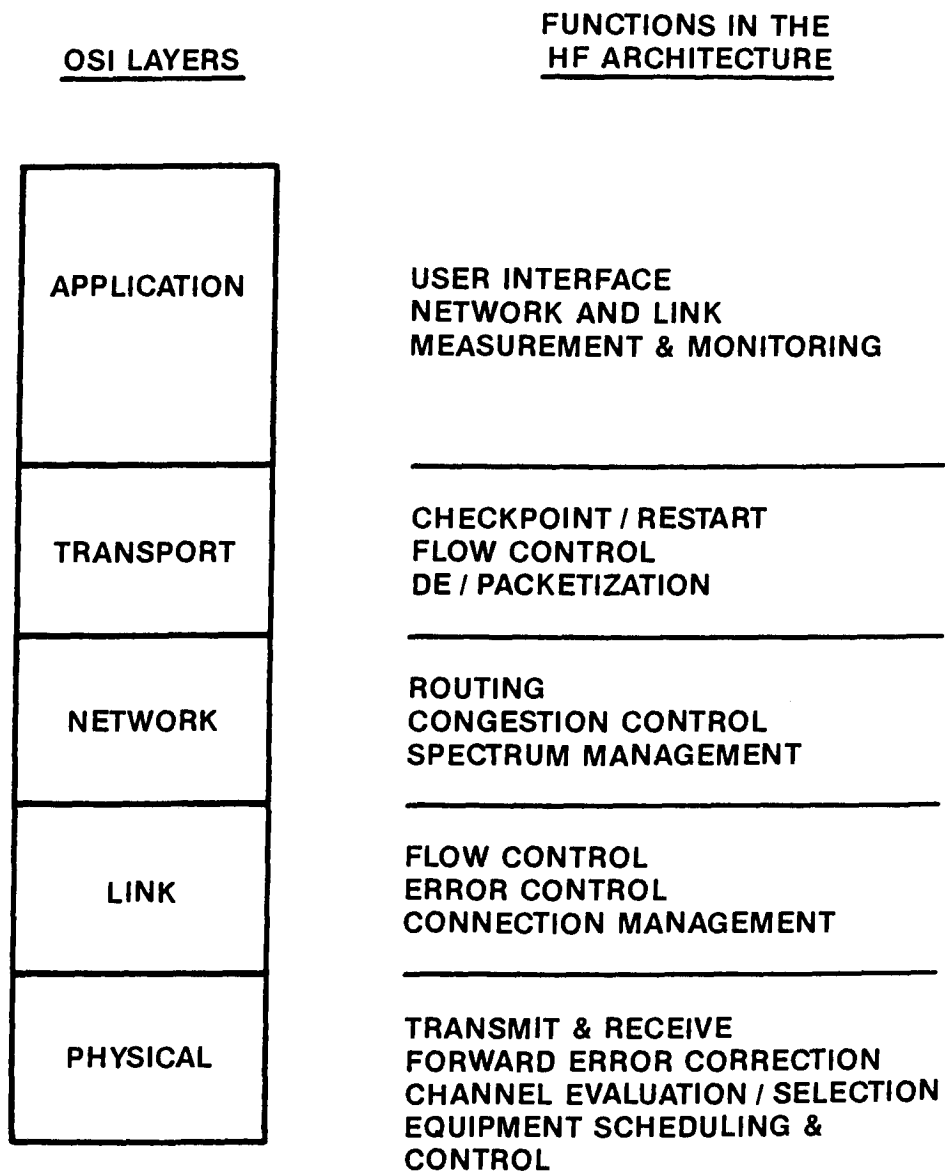 OSI LAYERS
FUNCTIONS IN THE
HF ARCHITECTURE
APPLICATION
USER INTERFACE
NETWORK AND LINK
MEASUREMENT & MONITORING
TRANSPORT
CHECKPOINT / RESTART
FLOW CONTROL
DE / PACKETIZATION
NETWORK
ROUTING
CONGESTION CONTROL
SPECTRUM MANAGEMENT
LINK
FLOW CONTROL
ERROR CONTROL
CONNECTION MANAGEMENT
PHYSICAL
TRANSMIT & RECEIVE
FORWARD ERROR CORRECTION
CHANNEL EVALUATION / SELECTION
EQUIPMENT SCHEDULING &
CONTROL